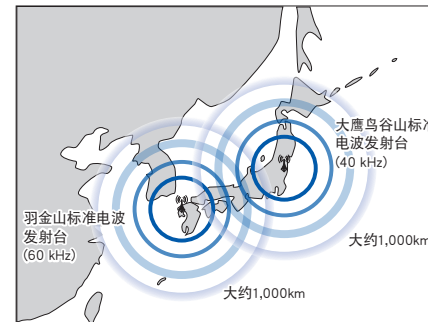 大鹰鸟谷山标
电波发射台
(40 kHz)
羽金山标准电波
发射台
(60 kHz)
大约1,000km
大约1,000km